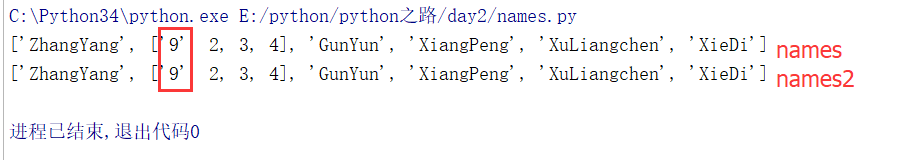 C:\Python34\python.exe E:/python/python之路/day2/names.py
['ZhangYang', ['9' 2, 3, 4], 'GunYun', 'XiangPeng', 'XuLiangchen', 'XieDi'] names
['ZhangYang', ['9' 2, 3, 4], 'GunYun', 'XiangPeng', 'XuLiangchen', 'XieDi'] names2
进程已结束,退出代码0